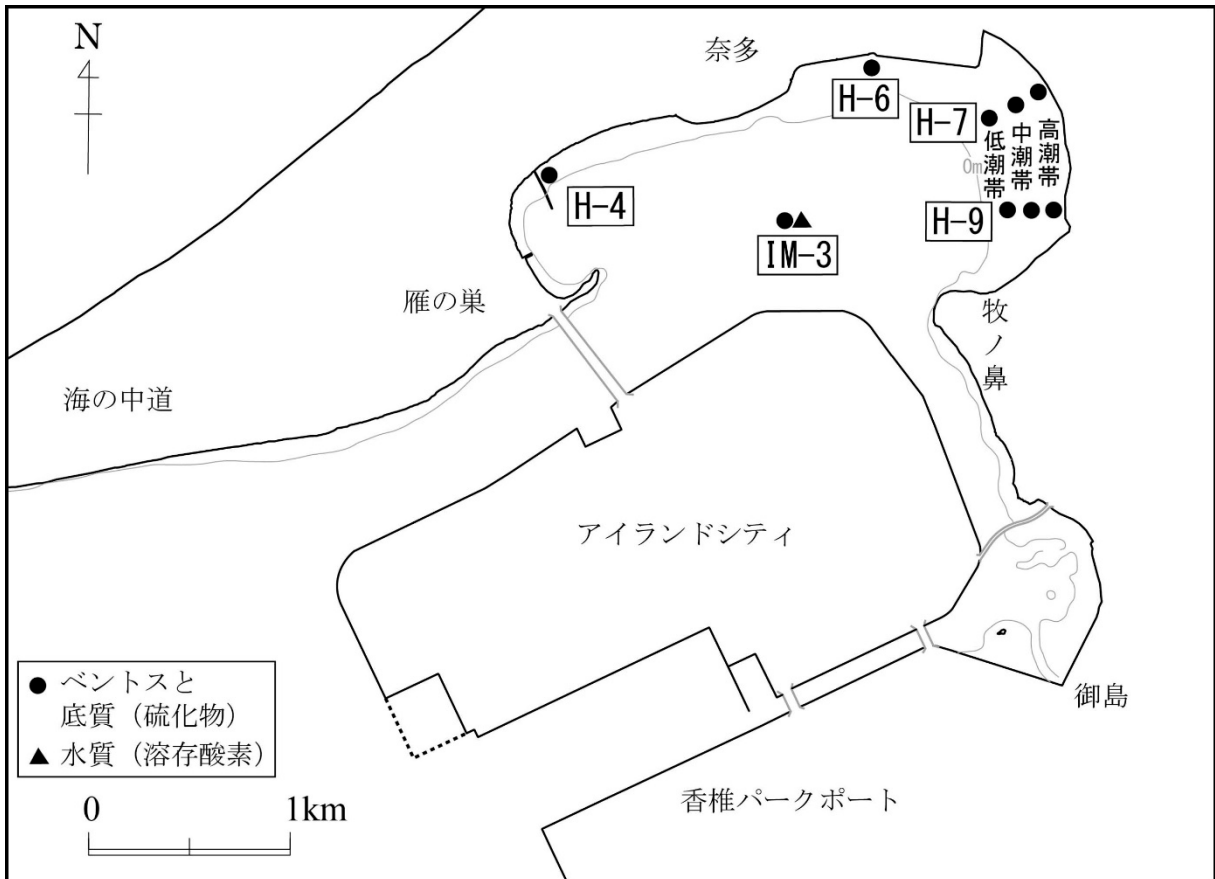 N
奈多
H-6
H-7
低潮帯
中潮帯
高潮帯
0m
H-4
H-9
IM-3
雁の巣
牧ノ鼻
海の中道
アイランドシティ
● ベントスと
底質（硫化物）
▲ 水質（溶存酸素）
御島
香椎パークポート
0 1km